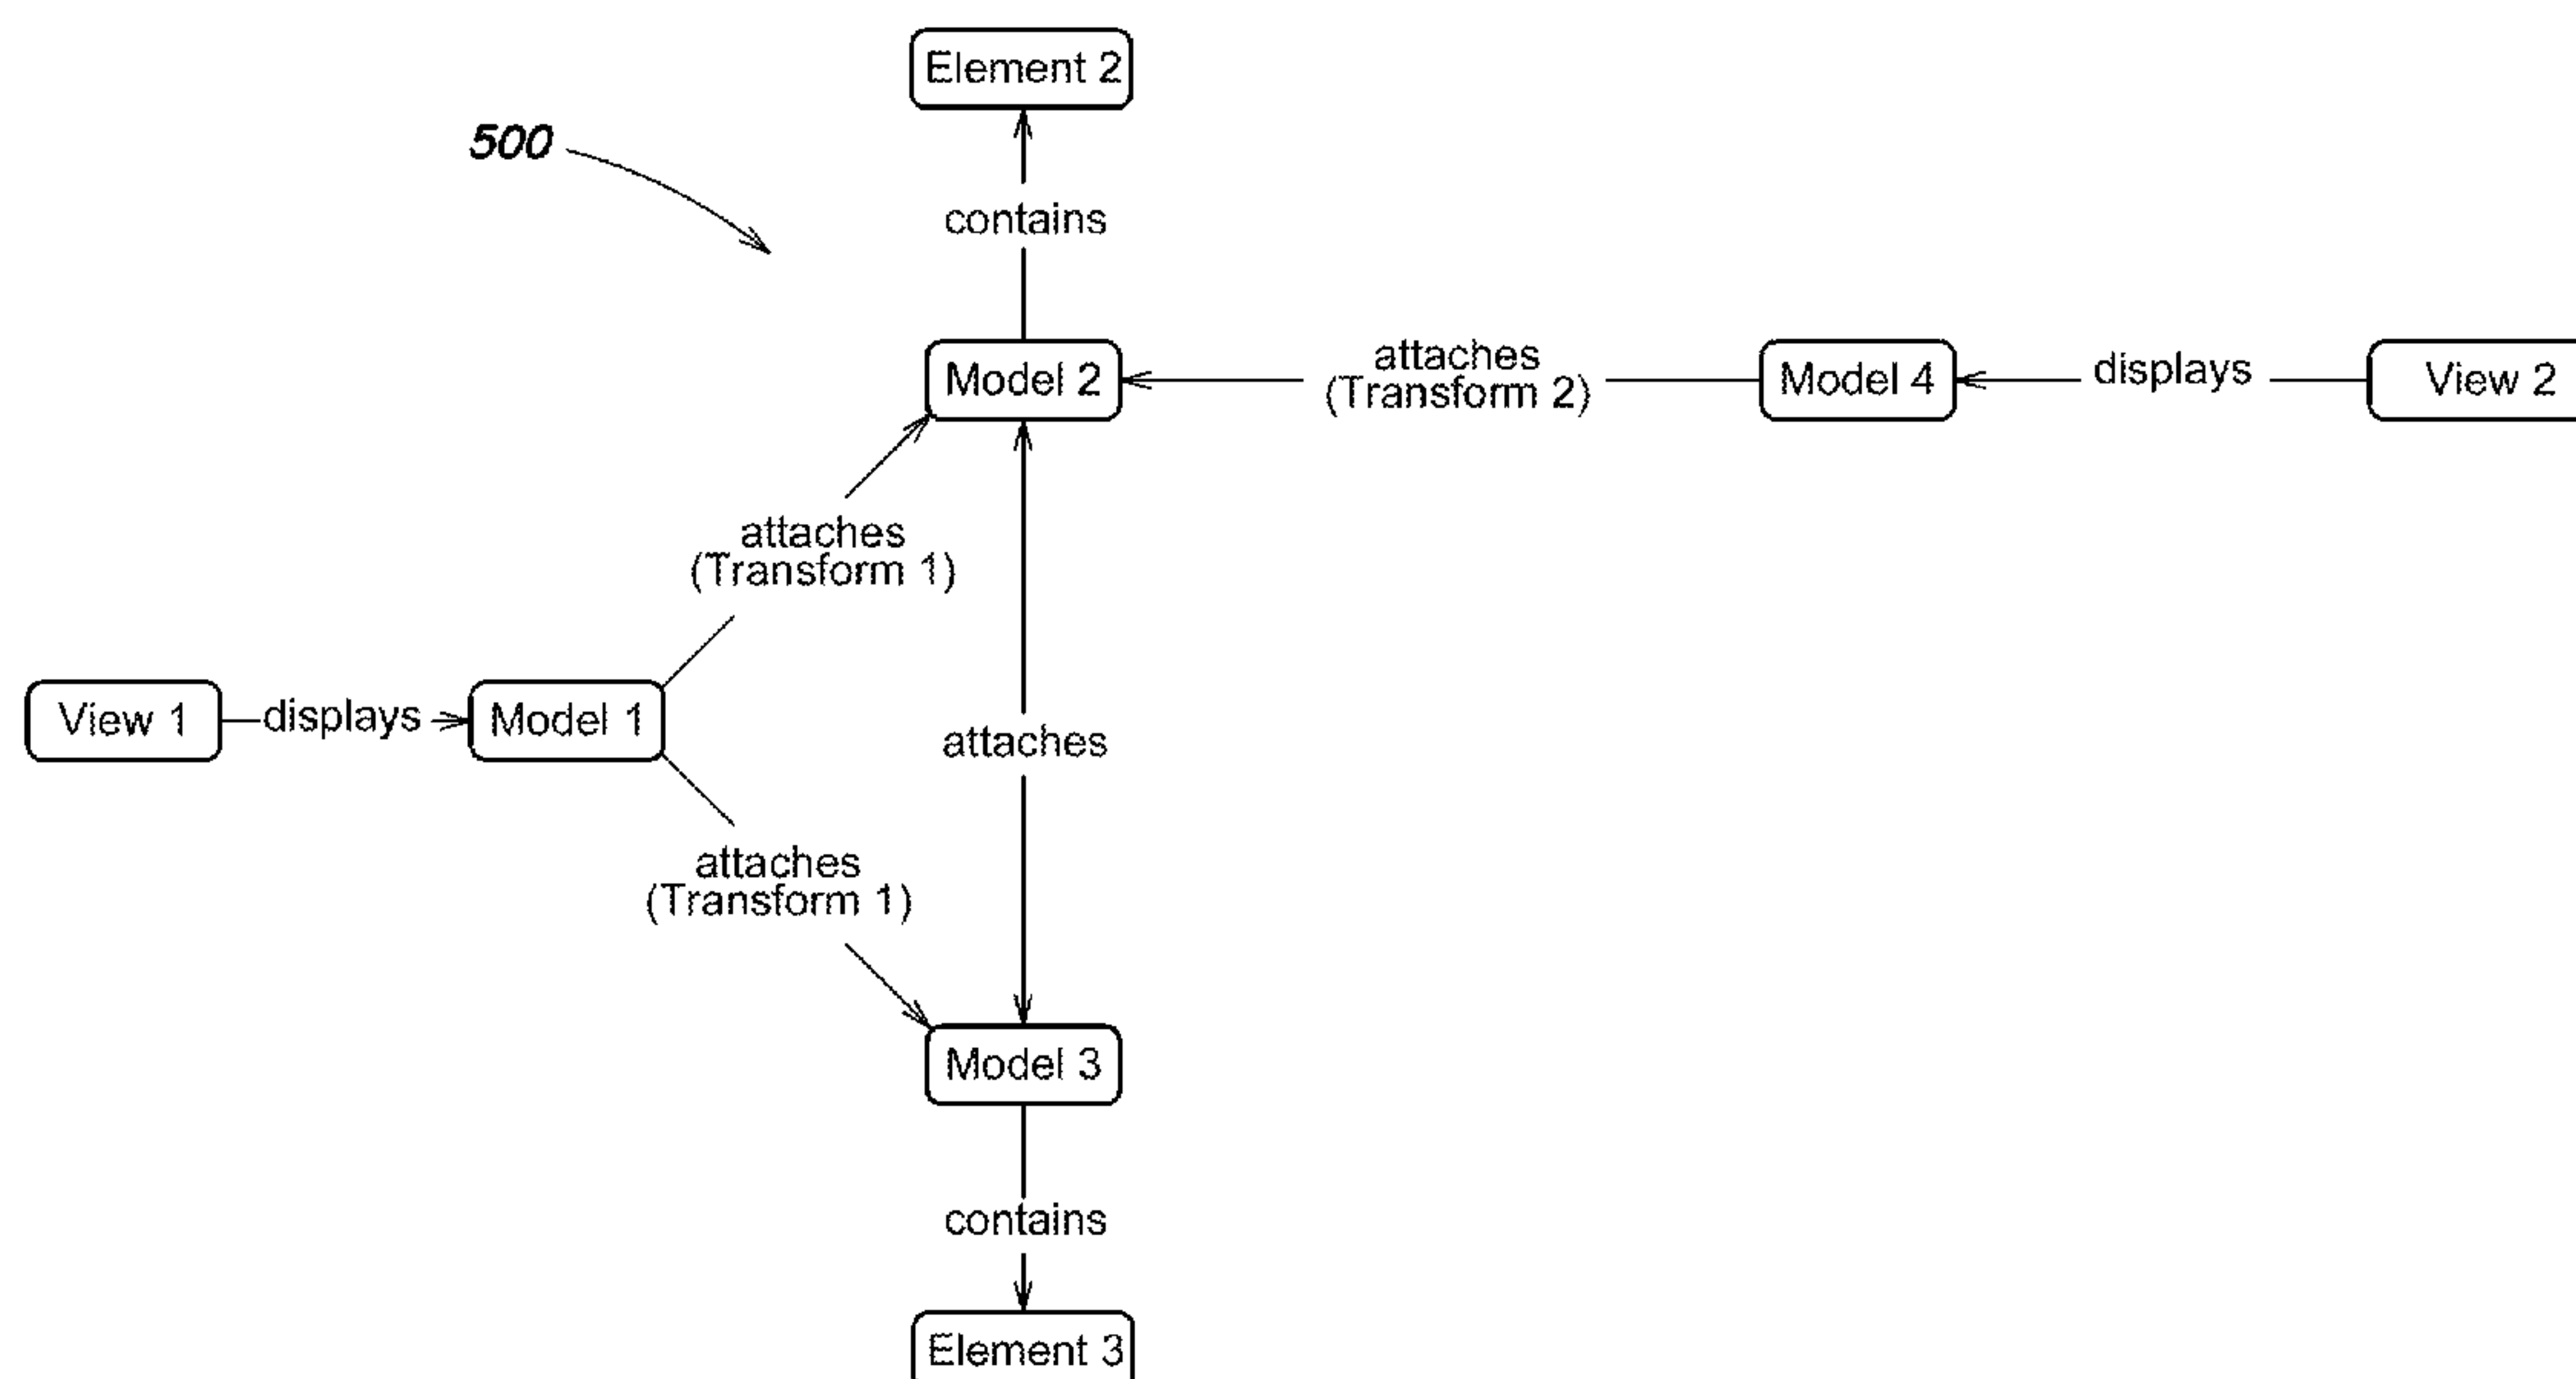 Element 2
500
contains
Model 2
attaches
(Transform 2)
Model 4
displays
View 2
attaches
(Transform 1)
View 1
displays
Model 1
attaches
attaches
(Transform 1)
Model 3
contains
Element 3